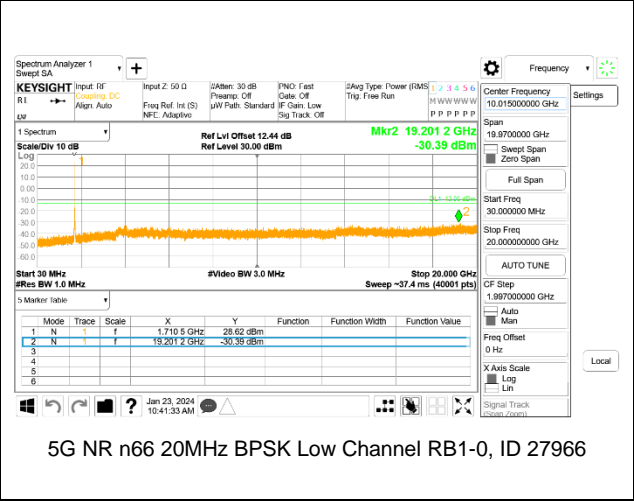 Spectrum Analyzer 1
Swept SA
Frequency
KEYSIGHT
RL
Input: RF
Coupling: DC
Align: Auto
Input Z: 50 Ω
Freq Ref: Int (S)
NFE: Adaptive
#Atten: 30 dB
Preamp: Off
µW Path: Standard
PNO: Fast
Gate: Off
IF Gain: Low
Sig Track: Off
#Avg Type: Power (RMS
Trig: Free Run
1 2 3 4 5 6
M W W W W W
P P P P P P
Center Frequency
10.015000000 GHz
Settings
Span
19.9700000 GHz
Swept Span
Zero Span
Full Span
Start Freq
30.000000 MHz
Stop Freq
20.000000000 GHz
AUTO TUNE
CF Step
1.997000000 GHz
Auto
Man
Freq Offset
0 Hz
X Axis Scale
Log
Lin
Signal Track
(Span Zoom)
Local
1 Spectrum
Scale/Div 10 dB
Log
Ref Lvl Offset 12.44 dB
Ref Level 30.00 dBm
Mkr2 19.201 2 GHz
-30.39 dBm
1
20.0
10.0
0.0
-10.0
-20.0
-30.0
-40.0
-50.0
-60.0
2
Start 30 MHz
#Res BW 1.0 MHz
#Video BW 3.0 MHz
Stop 20.000 GHz
Sweep ~37.4 ms (40001 pts)
5 Marker Table
Mode Trace Scale X Y Function Function Width Function Value
1 N 1 f 1.710 5 GHz 28.62 dBm
2 N 1 f 19.201 2 GHz -30.39 dBm
3
4
5
6
Jan 23, 2024
10:41:33 AM
5G NR n66 20MHz BPSK Low Channel RB1-0, ID 27966